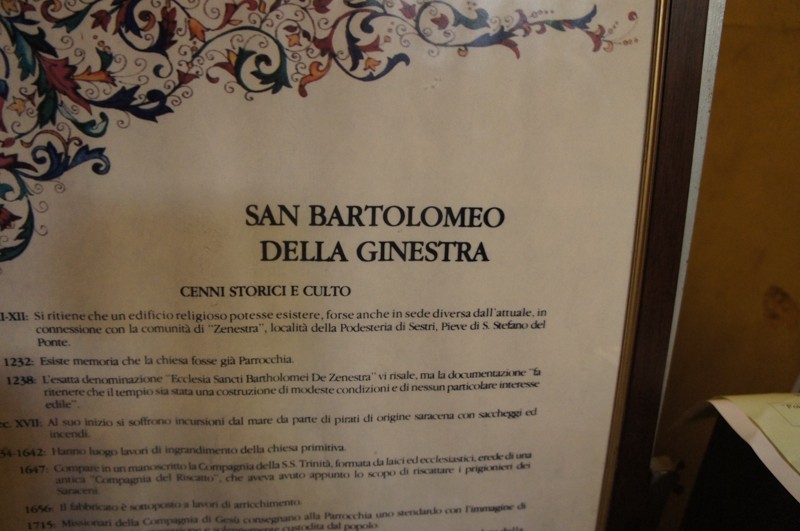 SAN BARTOLOMEO
DELLA GINESTRA
CENNI STORICI E CULTO
I-XII: Si ritiene che un edificio religioso potesse esistere, forse anche in sede diversa dall'attuale, in
connessione con la comunità di "Zenestra", località della Podesteria di Sestri, Pieve di S. Stefano del
Ponte.
1232: Esiste memoria che la chiesa fosse già Parrocchia.
1238: L'esatta denominazione "Ecclesia Sancti Bartholomei De Zenestra" vi risale, ma la documentazione "fa
ritenere che il tempio sia stata una costruzione di modeste condizioni e di nessun particolare interesse
edile".
ec. XVII: Al suo inizio si soffrono incursioni dal mare da parte di pirati di origine saracena con saccheggi ed
incendi.
34/1642: Hanno luogo lavori di ingrandimento della chiesa primitiva.
1647: Compare in un manoscritto la Compagnia della S.S. Trinità, formata da laici ed ecclesiastici, erede di una
antica "Compagnia del Riscatto", che aveva avuto appunto lo scopo di riscattare i prigionieri dei
Saraceni.
1656: Il fabbricato è sottoposto a lavori di arricchimento.
1715: Missionari della Compagnia di Gesù consegnano alla Parrocchia uno stendardo con l'immagine di
custodita dal popolo.